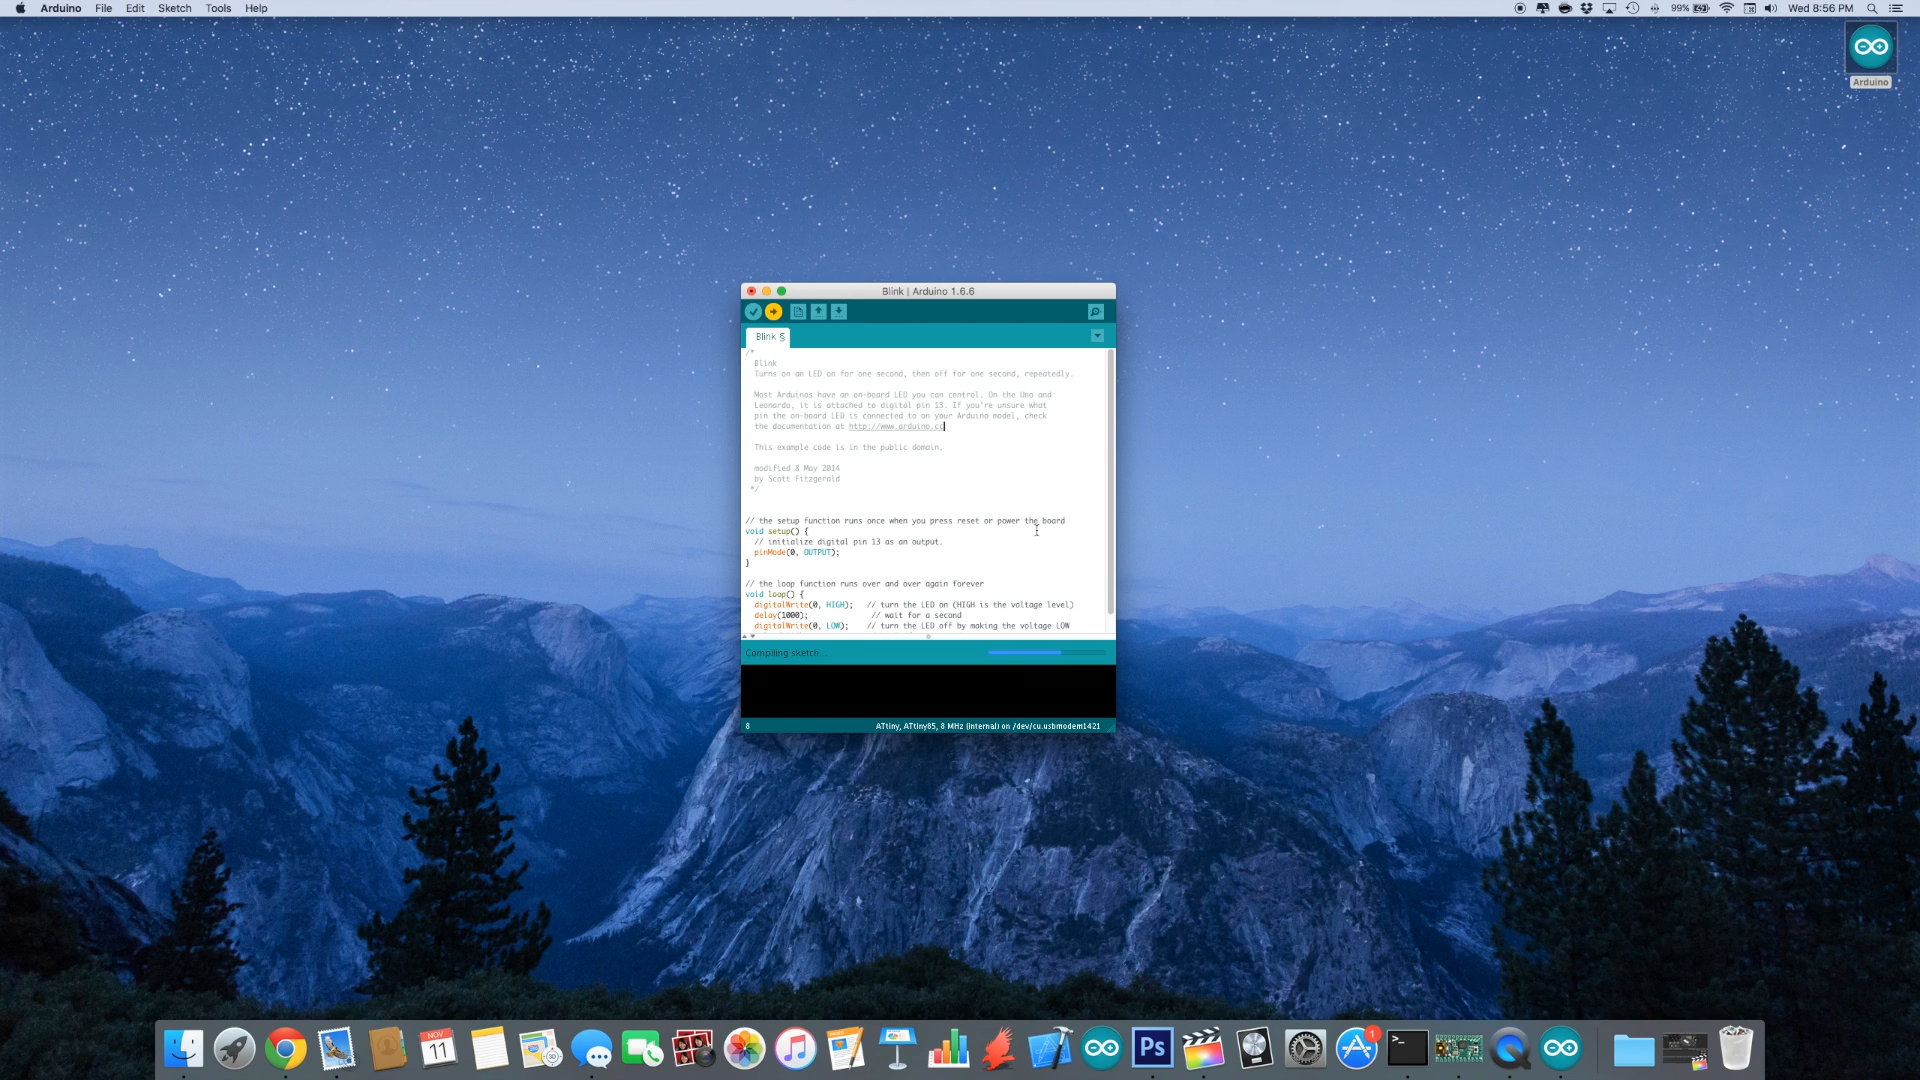 Arduino File Edit Sketch Tools Help
99% Wed 8:56 PM
Arduino
Blink | Arduino 1.6.6
Blink §
/*
Blink
Turns on an LED on for one second, then off for one second, repeatedly.
Most Arduinos have an on-board LED you can control. On the Uno and
Leonardo, it is attached to digital pin 13. If you're unsure what
pin the on-board LED is connected to on your Arduino model, check
the documentation at http://www.arduino.cc
This example code is in the public domain.
modified 8 May 2014
by Scott Fitzgerald
*/
// the setup function runs once when you press reset or power the board
void setup() {
// initialize digital pin 13 as an output.
pinMode(0, OUTPUT);
}
// the loop function runs over and over again forever
void loop() {
digitalWrite(0, HIGH); // turn the LED on (HIGH is the voltage level)
delay(1000); // wait for a second
digitalWrite(0, LOW); // turn the LED off by making the voltage LOW
Compiling sketch...
8 ATtiny, ATtiny85, 8 MHz (internal) on /dev/cu.usbmodem1421
NOV
11
3D
Ps
1
>_